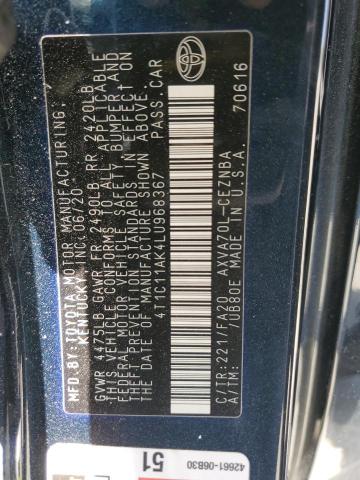 MFD BY:TOYOTA MOTOR MANUFACTURING,
KENTUCKY, INC. 06/20
GVWR 4475LB GAWR FR 2490LB RR 2420LB
THIS VEHICLE CONFORMS TO ALL APPLICABLE
FEDERAL MOTOR VEHICLE SAFETY, BUMPER, AND
THEFT PREVENTION STANDARDS IN EFFECT ON
THE DATE OF MANUFACTURE SHOWN ABOVE.
4T1C11AK4LU968367 PASS.CAR
C/TR:221/FA20 AXVA70L-CEZNBA
A/TM: /UB80E MADE IN U.S.A. 70616
42661-06B30
51